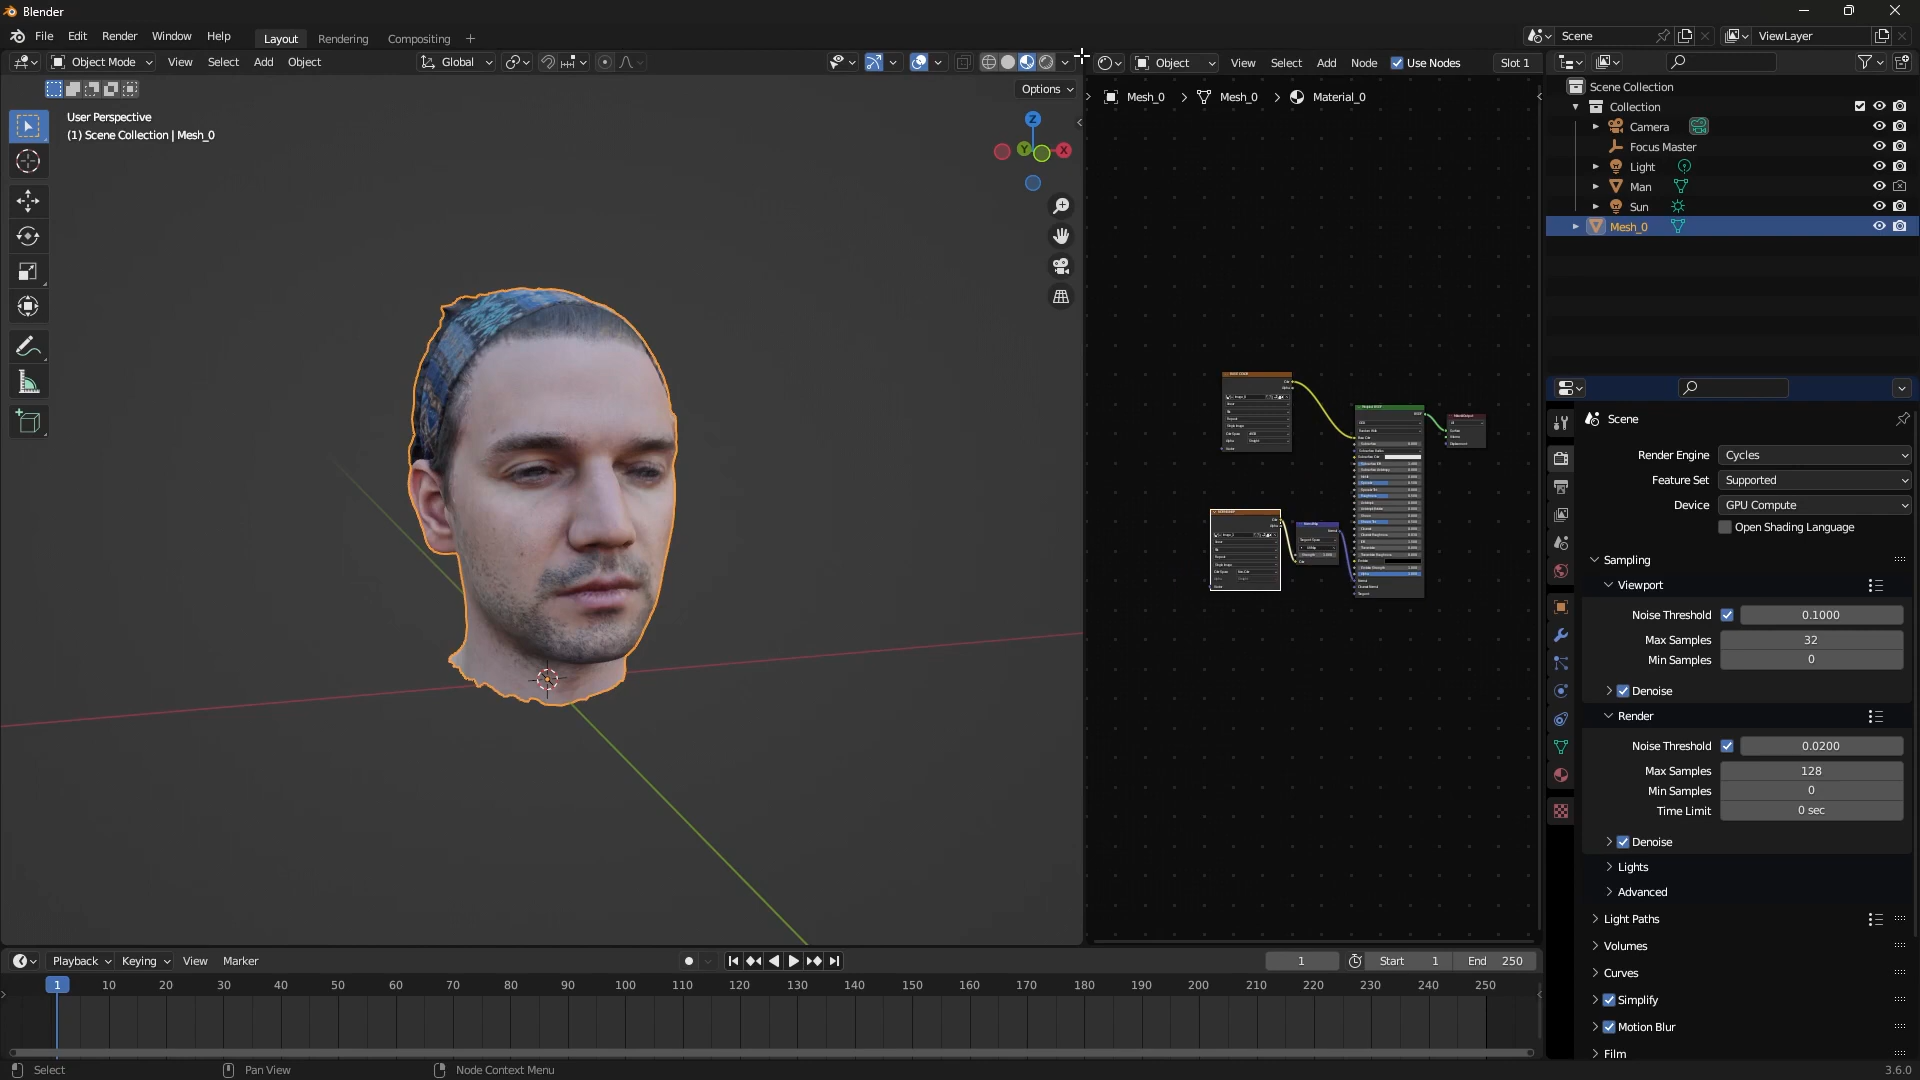 Blender
File Edit Render Window Help Layout Rendering Compositing + Scene ViewLayer
Object Mode View Select Add Object Global
Object View Select Add Node Use Nodes Slot 1
Options
User Perspective
(1) Scene Collection | Mesh_0
Z
Y
X
Mesh_0 > Mesh_0 > Material_0
Scene Collection
Collection
Camera
Focus Master
Light
Man
Sun
Mesh_0
Scene
Render Engine Cycles
Feature Set Supported
Device GPU Compute
Open Shading Language
Sampling
Viewport
Noise Threshold 0.1000
Max Samples 32
Min Samples 0
Denoise
Render
Noise Threshold 0.0200
Max Samples 128
Min Samples 0
Time Limit 0 sec
Denoise
Lights
Advanced
Light Paths
Volumes
Curves
Simplify
Motion Blur
Film
Playback Keying View Marker 1 Start 1 End 250
1 10 20 30 40 50 60 70 80 90 100 110 120 130 140 150 160 170 180 190 200 210 220 230 240 250
Select Pan View Node Context Menu 3.6.0